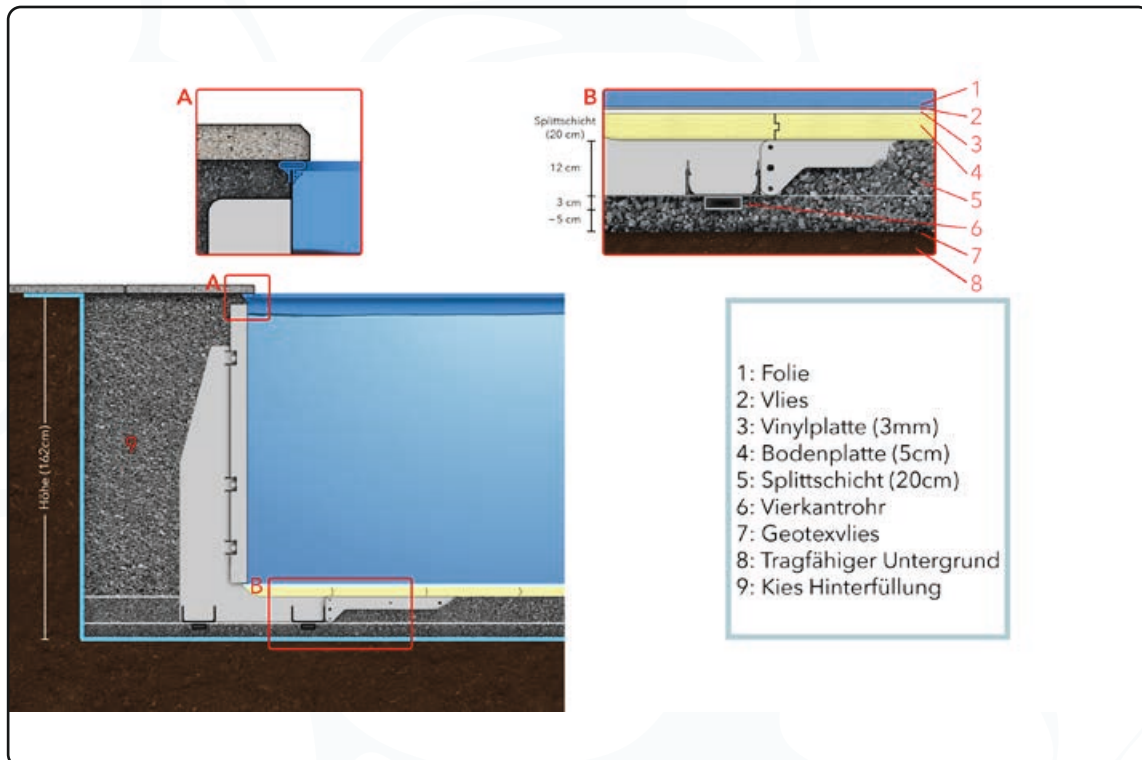 A
B
Splittschicht
(20 cm)
12 cm
3 cm
~5 cm
1
2
3
4
5
6
7
8
A
Höhe (162cm)
9
B
1: Folie
2: Vlies
3: Vinylplatte (3mm)
4: Bodenplatte (5cm)
5: Splittschicht (20cm)
6: Vierkantrohr
7: Geotexvlies
8: Tragfähiger Untergrund
9: Kies Hinterfüllung